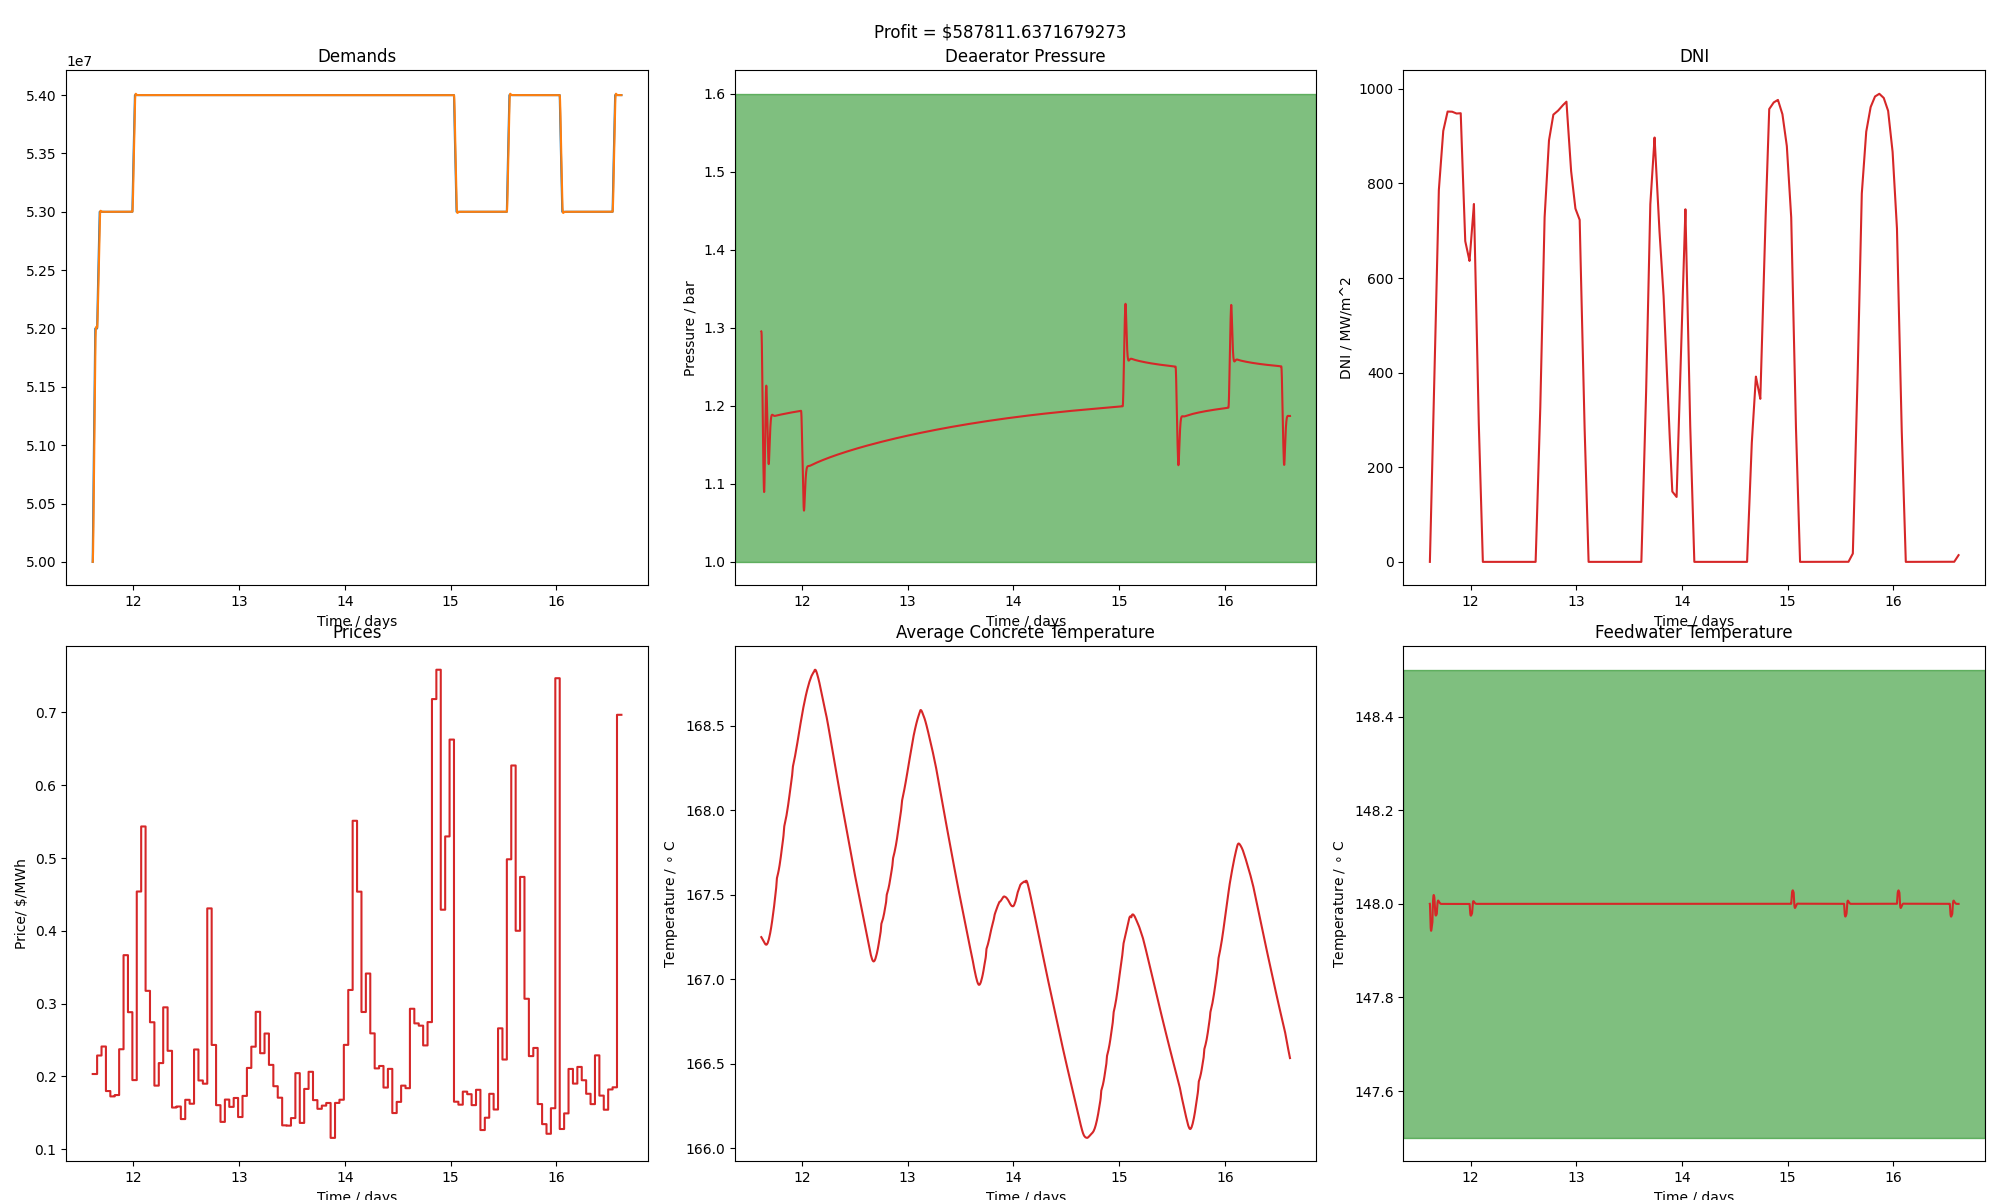 Profit = $587811.6371679273
Demands
1e7
5.40
5.35
5.30
5.25
5.20
5.15
5.10
5.05
5.00
12 13 14 15 16
Time / days
Deaerator Pressure
Pressure / bar
1.6
1.5
1.4
1.3
1.2
1.1
1.0
12 13 14 15 16
Time / days
DNI
DNI / MW/m^2
1000
800
600
400
200
0
12 13 14 15 16
Time / days
Prices
Price/ $/MWh
0.7
0.6
0.5
0.4
0.3
0.2
0.1
12 13 14 15 16
Time / days
Average Concrete Temperature
Temperature / ∘ C
168.5
168.0
167.5
167.0
166.5
166.0
12 13 14 15 16
Time / days
Feedwater Temperature
Temperature / ∘ C
148.4
148.2
148.0
147.8
147.6
12 13 14 15 16
Time / days